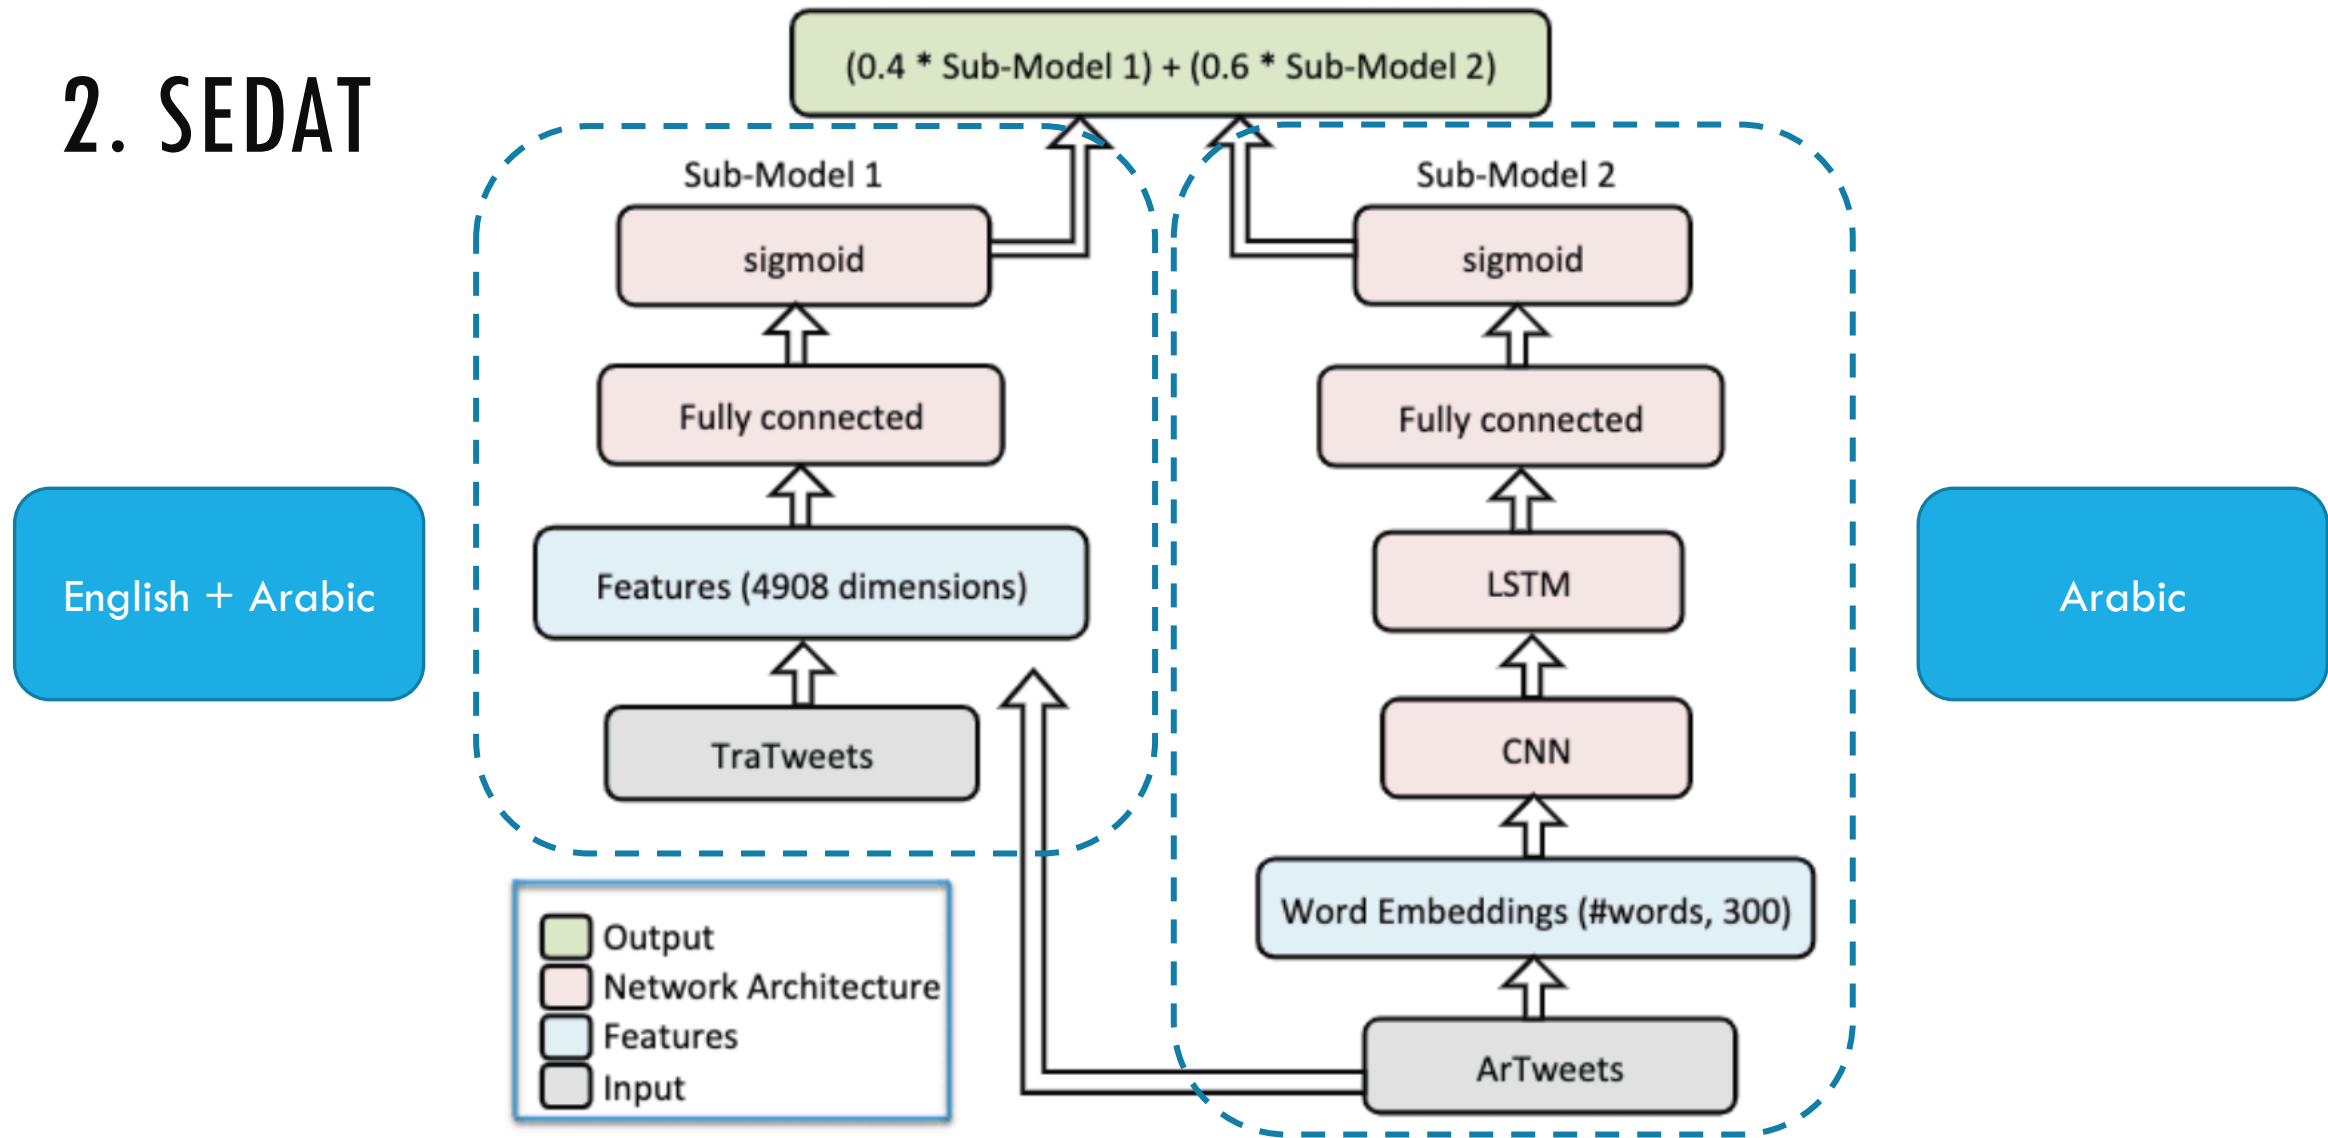 2. SEDAT
(0.4 * Sub-Model 1) + (0.6 * Sub-Model 2)
Sub-Model 1
sigmoid
Fully connected
Features (4908 dimensions)
TraTweets
English + Arabic
Sub-Model 2
sigmoid
Fully connected
LSTM
CNN
Word Embeddings (#words, 300)
ArTweets
Arabic
Output
Network Architecture
Features
Input